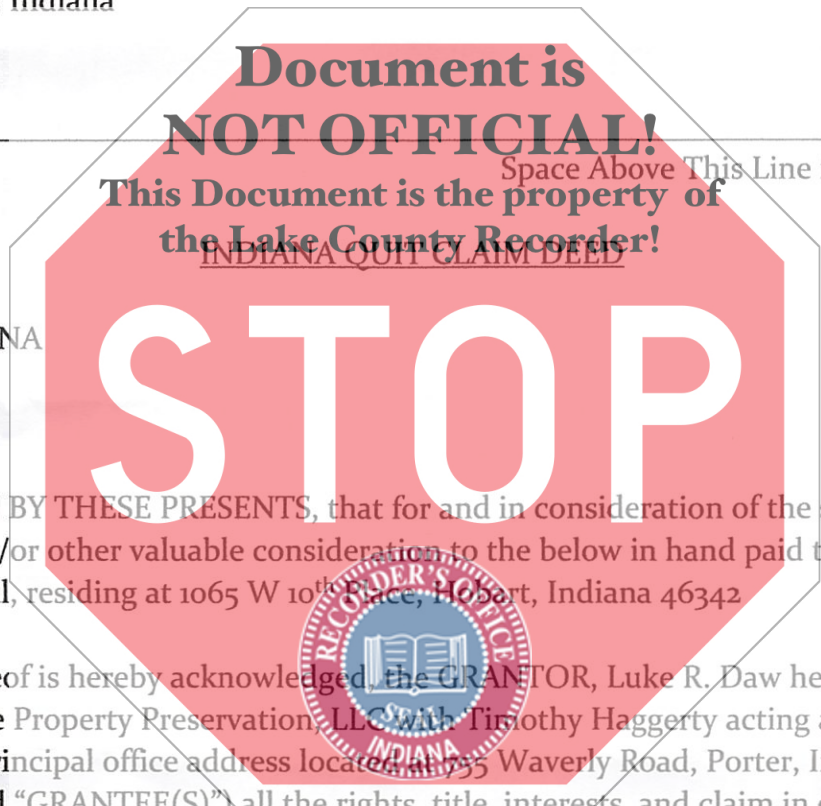 Indiana
Document is
NOT OFFICIAL!
Space Above This Line
This Document is the property of
the Lake County Recorder!
INDIANA QUIT CLAIM DEED
NA
STOP
BY THESE PRESENTS, that for and in consideration of the
/or other valuable consideration to the below in hand paid t
l, residing at 1065 W 10th Place, Hobart, Indiana 46342
eof is hereby acknowledged, the GRANTOR, Luke R. Daw he
e Property Preservation, LLC with Timothy Haggerty acting a
rincipal office address located at 755 Waverly Road, Porter, I
d "GRANTEE(S)") all the rights, title, interests, and claim in
RECORDER'S OFFICE
SEAL
INDIANA